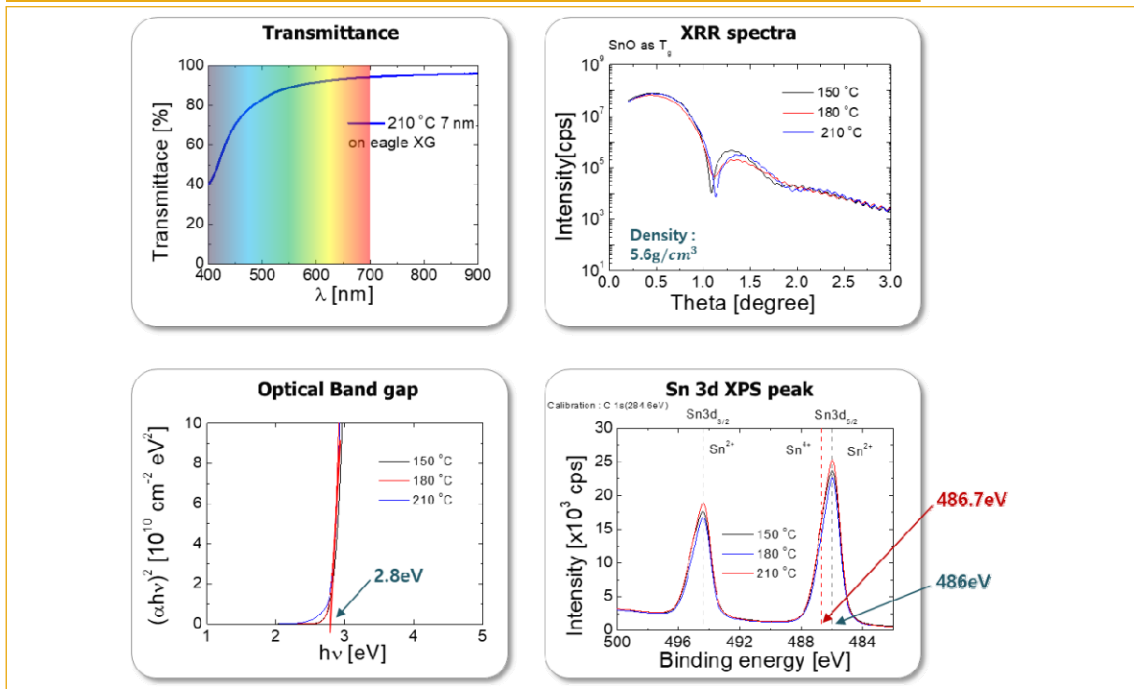 Transmittance
Transmittance [%]
100
80
60
40
20
0
210 °C 7 nm
on eagle XG
400 500 600 700 800 900
λ [nm]
XRR spectra
SnO as T₉
Intensity[cps]
10⁹
10⁷
10⁵
10³
10¹
150 °C
180 °C
210 °C
Density :
5.6g/cm³
0.0 0.5 1.0 1.5 2.0 2.5 3.0
Theta [degree]
Optical Band gap
(αhν)² [10¹⁰ cm⁻² eV²]
10
8
6
4
2
0
150 °C
180 °C
210 °C
2.8eV
1 2 3 4 5
hν [eV]
Sn 3d XPS peak
Calibration : C 1s(284.6eV)
Sn3d₃/₂ Sn3d₅/₂
Sn²⁺ Sn⁴⁺ Sn²⁺
Intensity [x10³ cps]
30
25
20
15
10
5
0
150 °C
180 °C
210 °C
486.7eV
486eV
500 496 492 488 484
Binding energy [eV]